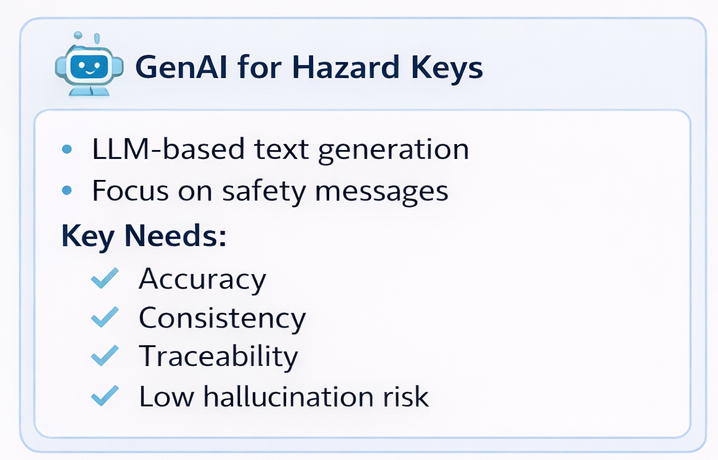 GenAI for Hazard Keys
LLM-based text generation
Focus on safety messages
Key Needs:
Accuracy
Consistency
Traceability
Low hallucination risk